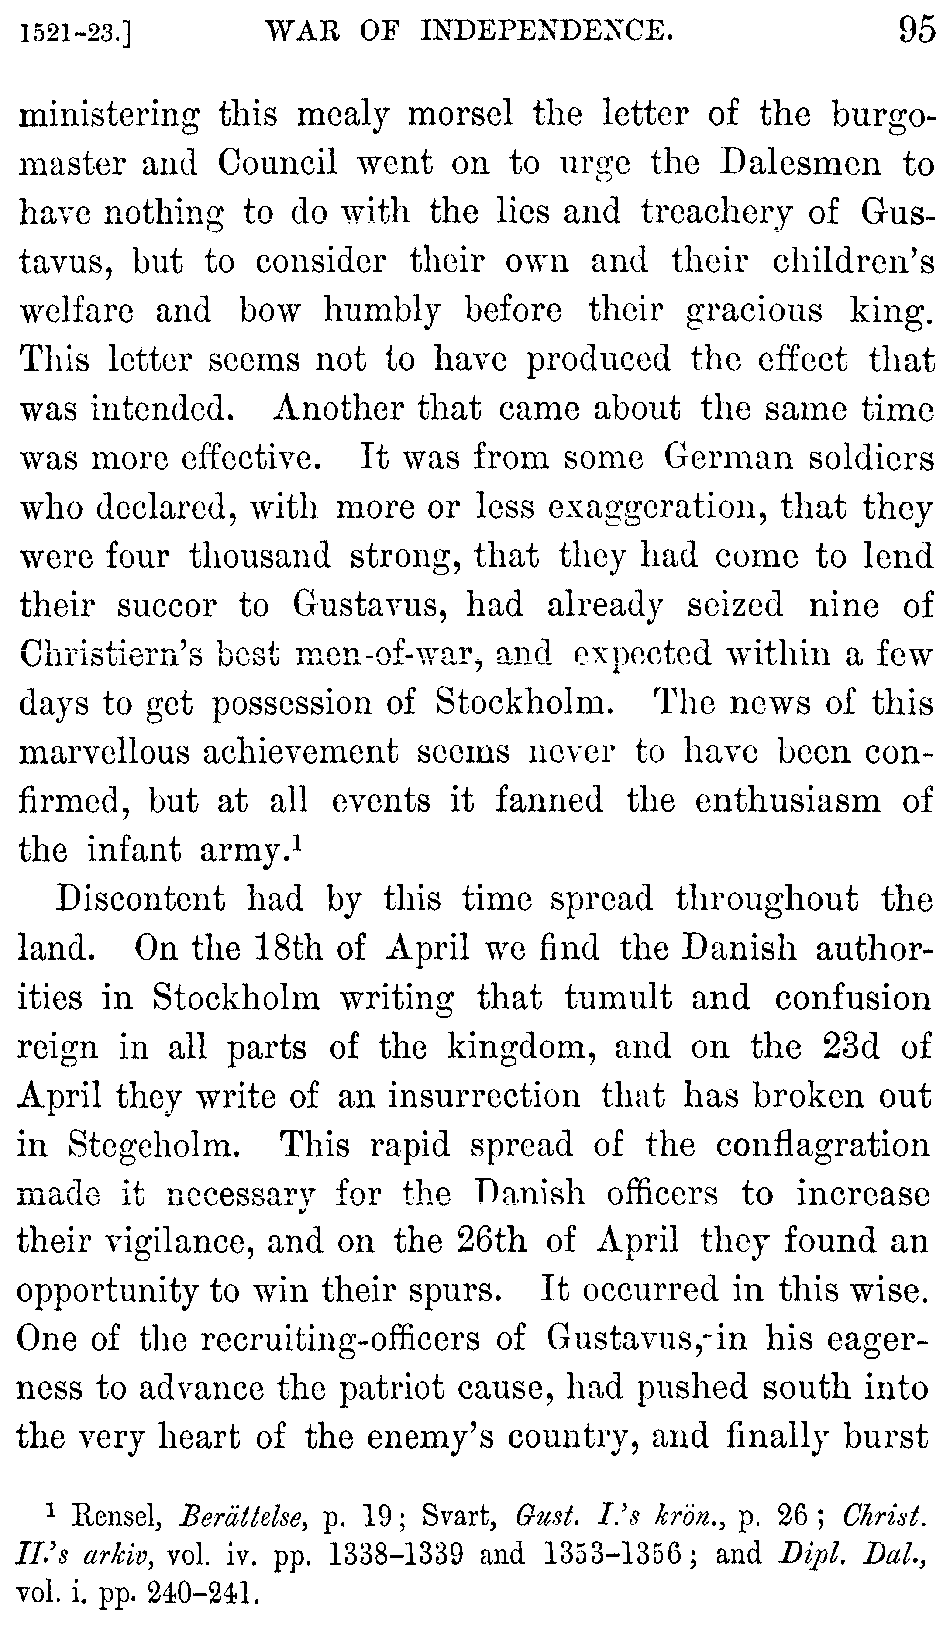 1521-23.] WAR OF INDEPENDENCE. 95
ministering this mealy morsel the letter of the burgo-
master and Council went on to urge the Dalesmen to
have nothing to do with the lies and treachery of Gus-
tavus, but to consider their own and their children's
welfare and bow humbly before their gracious king.
This letter seems not to have produced the effect that
was intended. Another that came about the same time
was more effective. It was from some German soldiers
who declared, with more or less exaggeration, that they
were four thousand strong, that they had come to lend
their succor to Gustavus, had already seized nine of
Christiern's best men-of-war, and expected within a few
days to get possession of Stockholm. The news of this
marvellous achievement seems never to have been con-
firmed, but at all events it fanned the enthusiasm of
the infant army.¹
Discontent had by this time spread throughout the
land. On the 18th of April we find the Danish author-
ities in Stockholm writing that tumult and confusion
reign in all parts of the kingdom, and on the 23d of
April they write of an insurrection that has broken out
in Stegeholm. This rapid spread of the conflagration
made it necessary for the Danish officers to increase
their vigilance, and on the 26th of April they found an
opportunity to win their spurs. It occurred in this wise.
One of the recruiting-officers of Gustavus, in his eager-
ness to advance the patriot cause, had pushed south into
the very heart of the enemy's country, and finally burst
¹ Rensel, Berättelse, p. 19; Svart, Gust. I.'s krön., p. 26; Christ.
II.'s arkiv, vol. iv. pp. 1338-1339 and 1353-1356; and Dipl. Dal.,
vol. i. pp. 240-241.